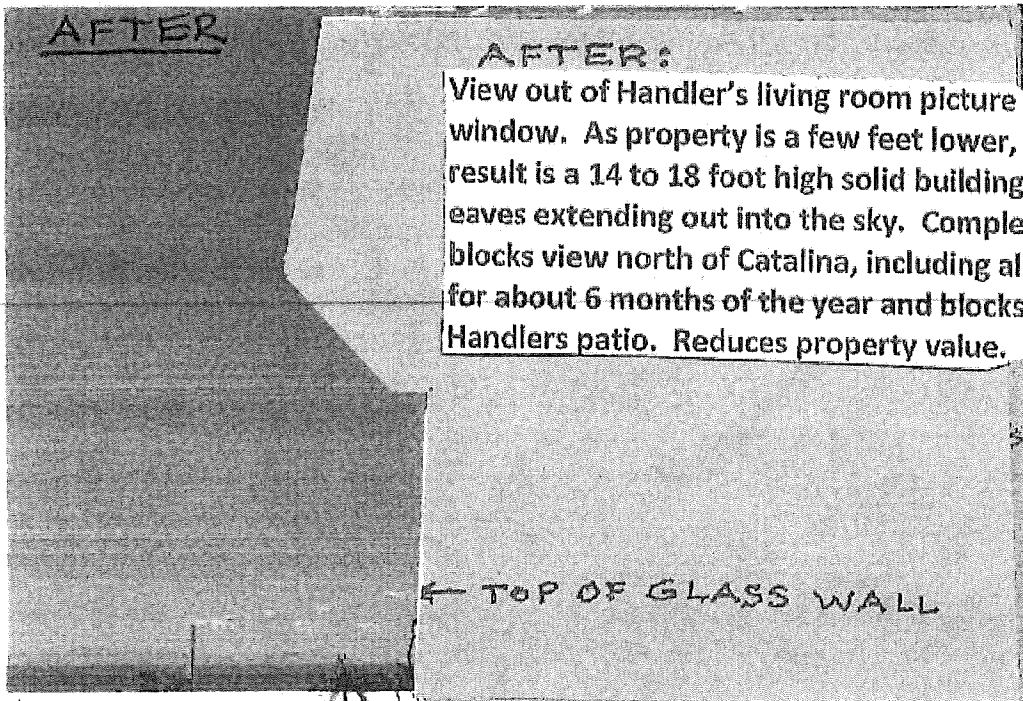 AFTER
AFTER:
View out of Handler's living room picture
window. As property is a few feet lower,
result is a 14 to 18 foot high solid building
eaves extending out into the sky. Comple
blocks view north of Catalina, including al
for about 6 months of the year and blocks
Handlers patio. Reduces property value.
← TOP OF GLASS WALL